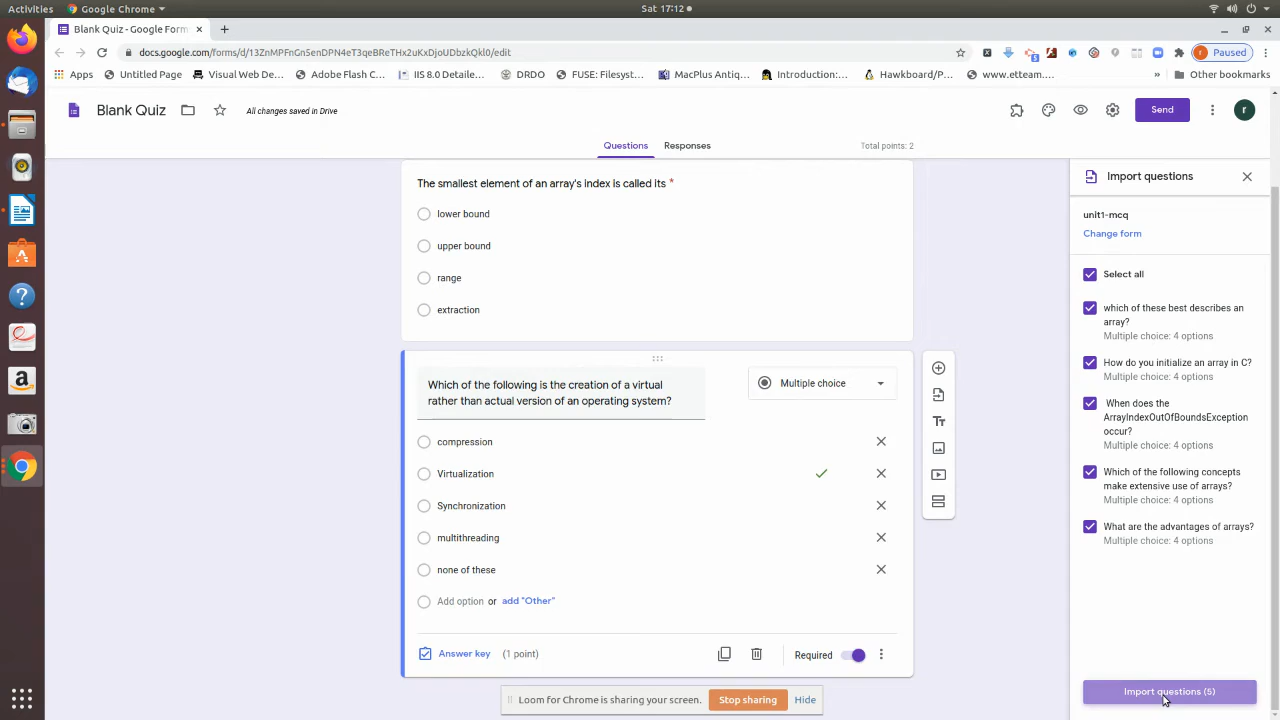 Activities
Google Chrome
Sat 17:12
Blank Quiz - Google Form
docs.google.com/forms/d/
/edit
Paused
Apps
Untitled Page
Visual Web De...
Adobe Flash C...
IIS 8.0 Detaile...
DRDO
FUSE: Filesyst...
MacPlus Antiq...
Introduction:...
Hawkboard/P...
www.etteam.c...
»
Other bookmarks
Blank Quiz
All changes saved in Drive
Send
r
Questions
Responses
Total points: 2
The smallest element of an array's index is called its *
lower bound
upper bound
range
extraction
Which of the following is the creation of a virtual
rather than actual version of an operating system?
Multiple choice
compression
Virtualization
Synchronization
multithreading
none of these
Add option or add "Other"
Answer key (1 point)
Required
Import questions
unit1-mcq
Change form
Select all
which of these best describes an
array?
Multiple choice: 4 options
How do you initialize an array in C?
Multiple choice: 4 options
When does the
ArrayIndexOutOfBoundsException
occur?
Multiple choice: 4 options
Which of the following concepts
make extensive use of arrays?
Multiple choice: 4 options
What are the advantages of arrays?
Multiple choice: 4 options
Import questions (5)
Loom for Chrome is sharing your screen.
Stop sharing
Hide